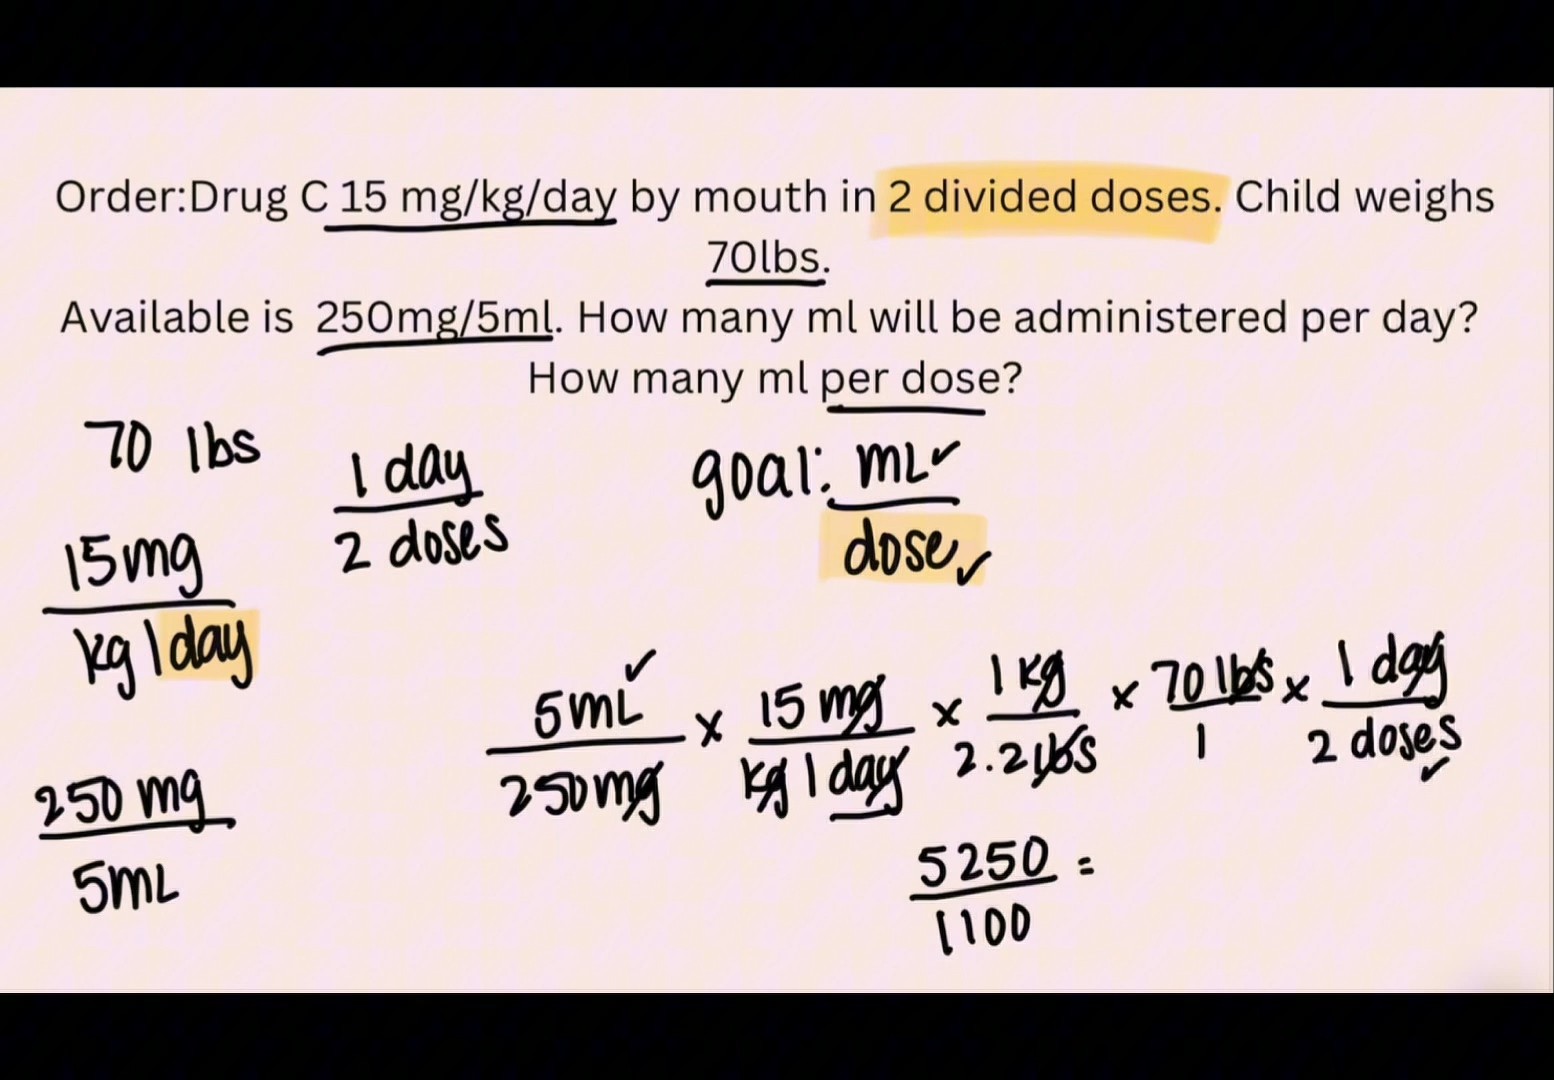 Order:Drug C 15 mg/kg/day by mouth in 2 divided doses. Child weighs
70lbs.
Available is 250mg/5ml. How many ml will be administered per day?
How many ml per dose?
70 lbs
1 day
2 doses
goal: mL
dose
15mg
kg | day
250 mg
5mL
5mL × 15 mg × 1 kg × 70 lbs × 1 day
250mg kg | day 2.2 lbs 1 2 doses
5250 =
1100